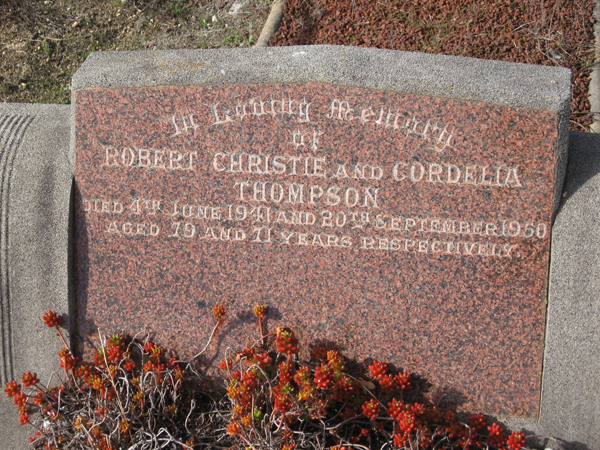 In Loving Memory
of
ROBERT CHRISTIE AND CORDELIA
THOMPSON
DIED 4TH JUNE 1941 AND 20TH SEPTEMBER 1950
AGED 79 AND 71 YEARS RESPECTIVELY.